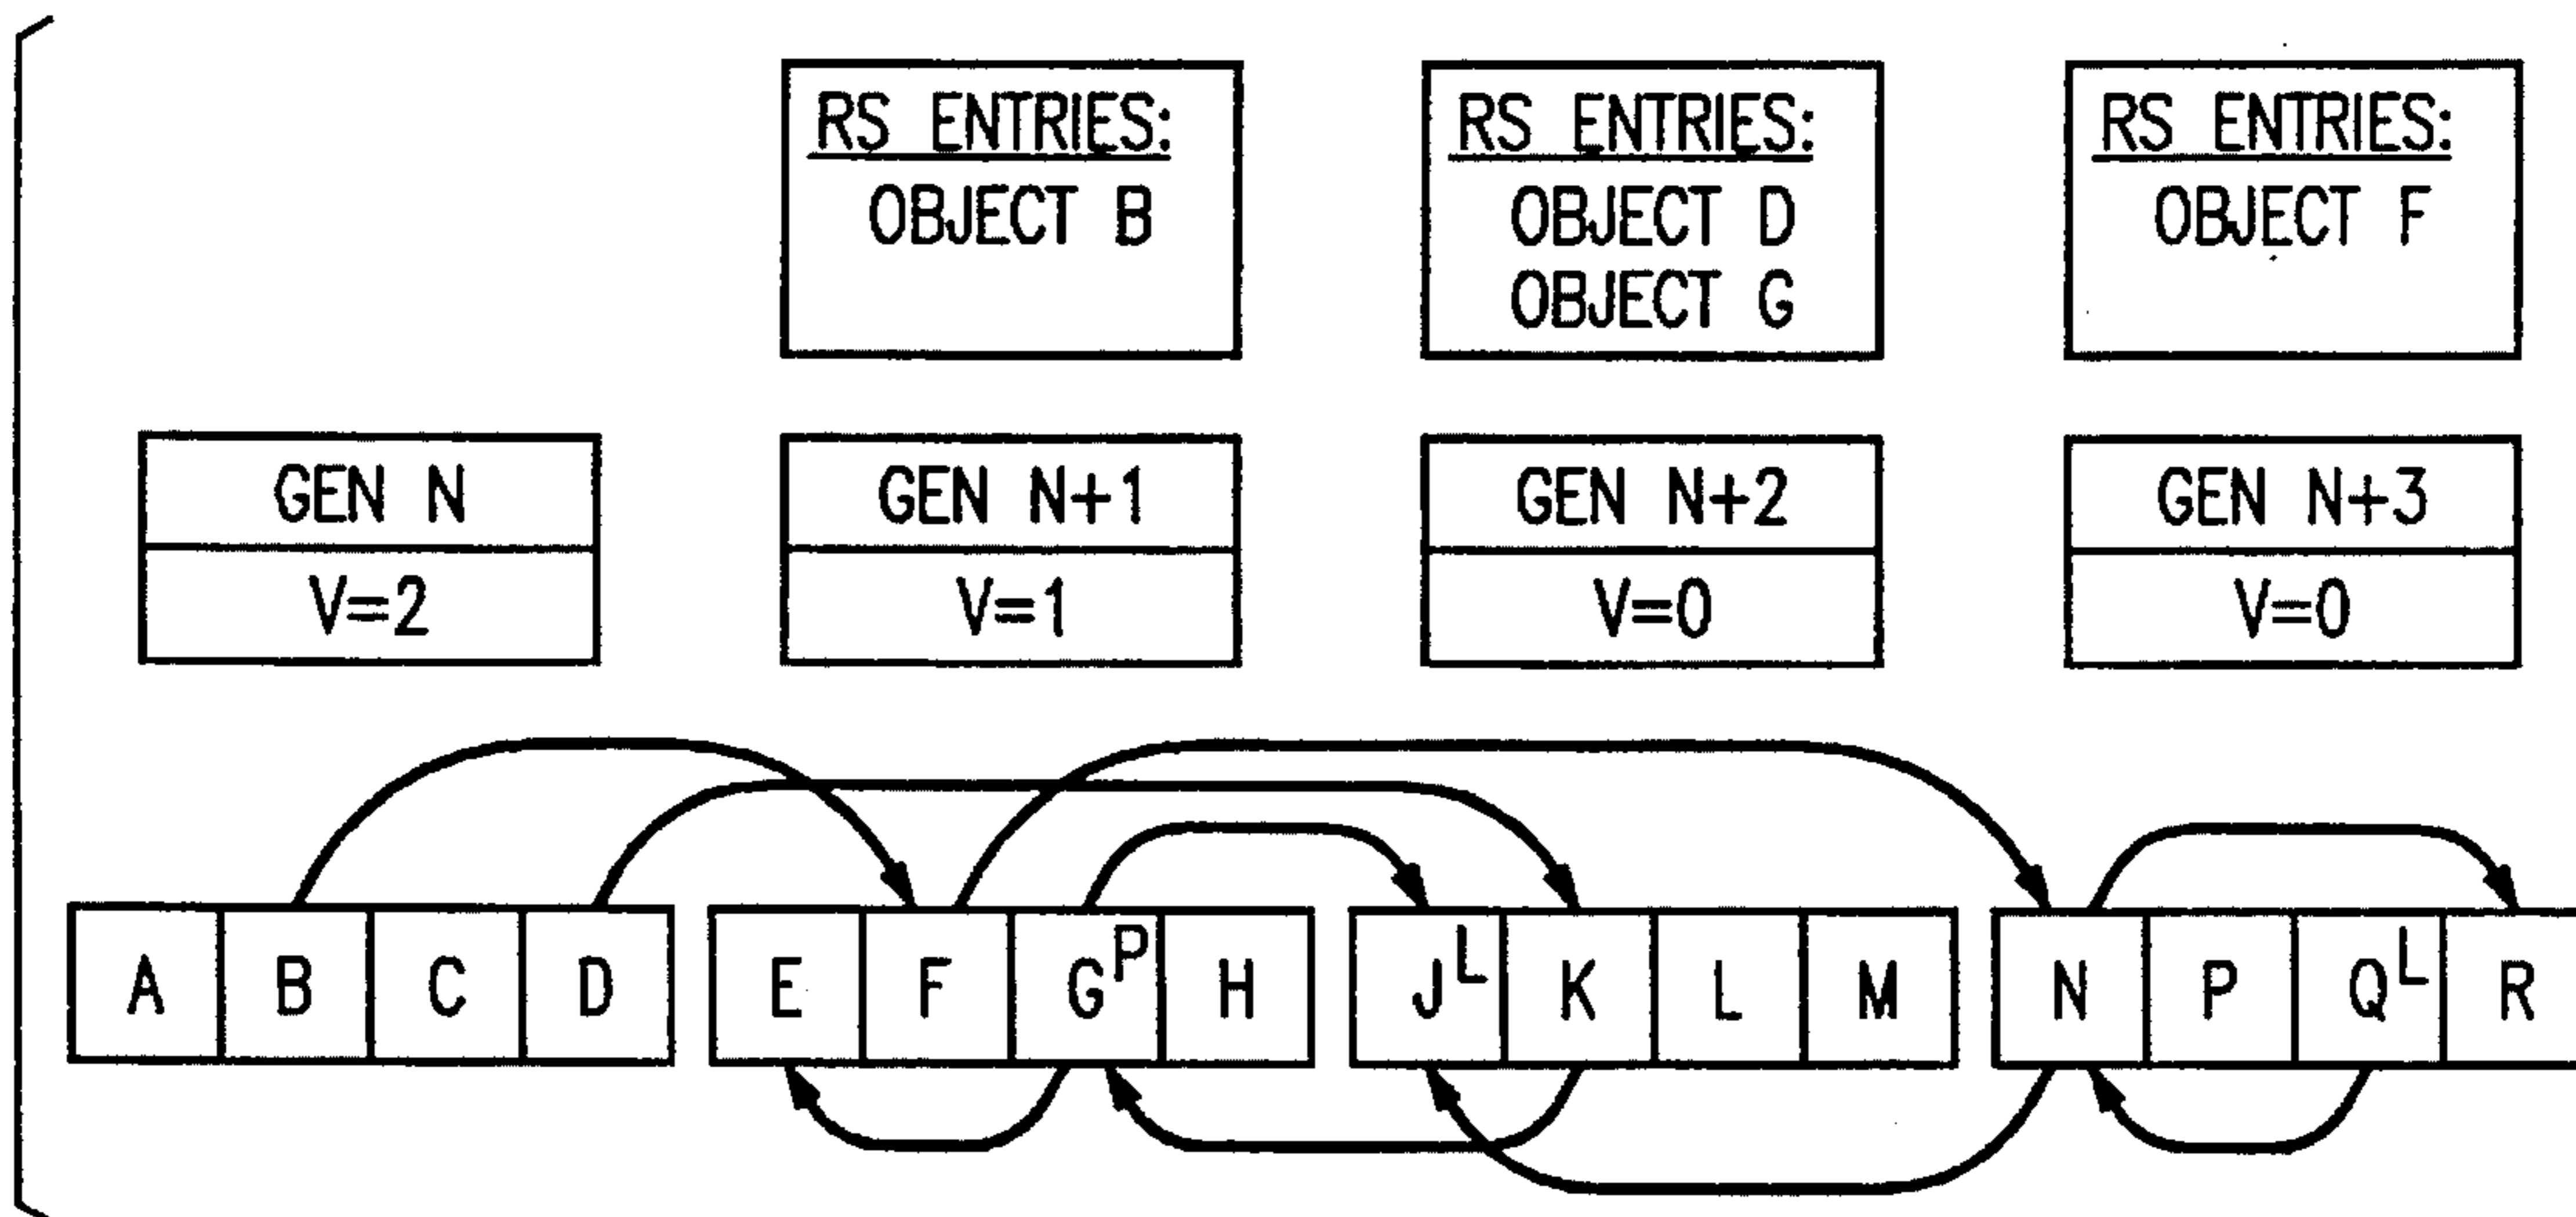 RS ENTRIES: RS ENTRIES: RS ENTRIES:
OBJECT B OBJECT D OBJECT F
OBJECT G
GEN N GEN N+1 GEN N+2 GEN N+3
V=2 V=1 V=0 V=0
A B C D E F G^P H J^L K L M N P Q^L R